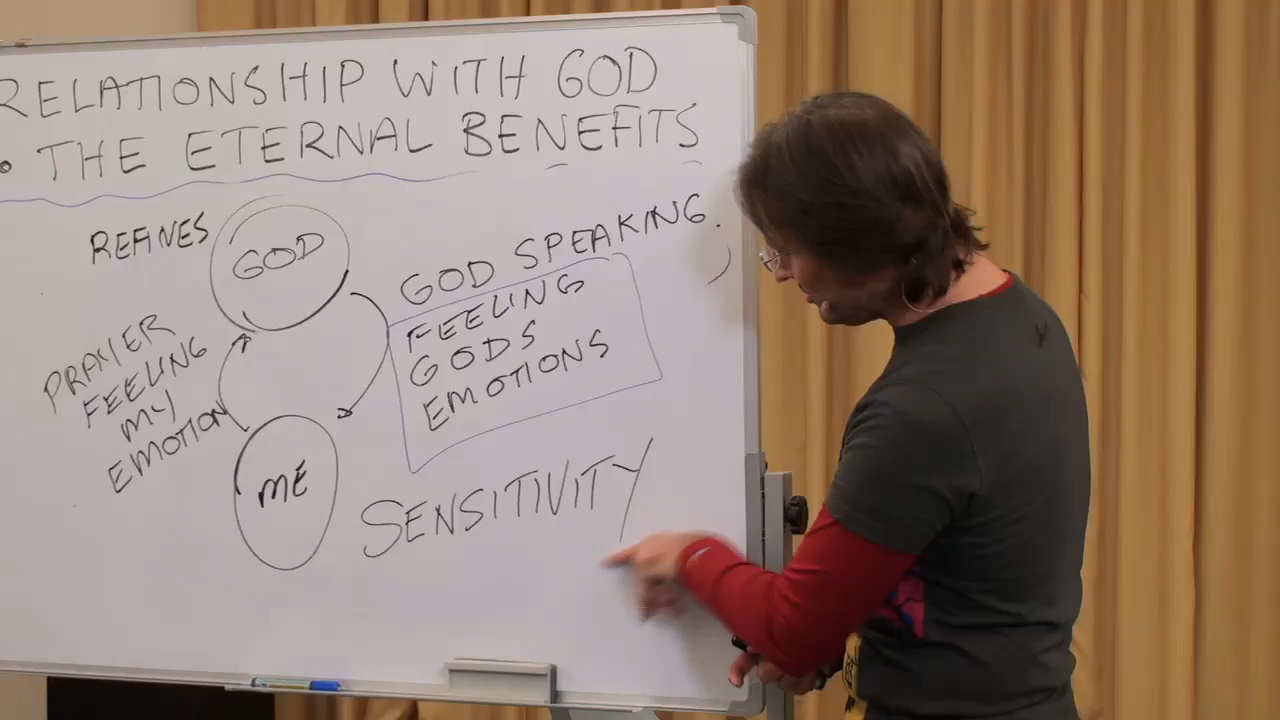 RELATIONSHIP WITH GOD
• THE ETERNAL BENEFITS
REFINES
GOD
GOD SPEAKING.
FEELING
GODS
EMOTIONS
PRAYER
FEELING
MY
EMOTION
ME
SENSITIVITY